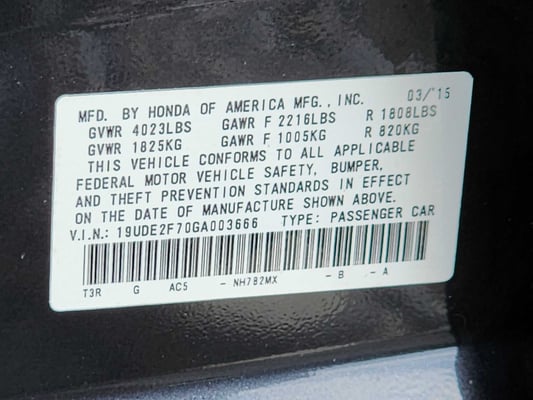 MFD. BY HONDA OF AMERICA MFG., INC. 03/'15
GVWR 4023LBS GAWR F 2216LBS R 1808LBS
GVWR 1825KG GAWR F 1005KG R 820KG
THIS VEHICLE CONFORMS TO ALL APPLICABLE
FEDERAL MOTOR VEHICLE SAFETY, BUMPER,
AND THEFT PREVENTION STANDARDS IN EFFECT
ON THE DATE OF MANUFACTURE SHOWN ABOVE.
V.I.N.: 19UDE2F70GA003666 TYPE: PASSENGER CAR
T3R G AC5 - NH782MX - B - A